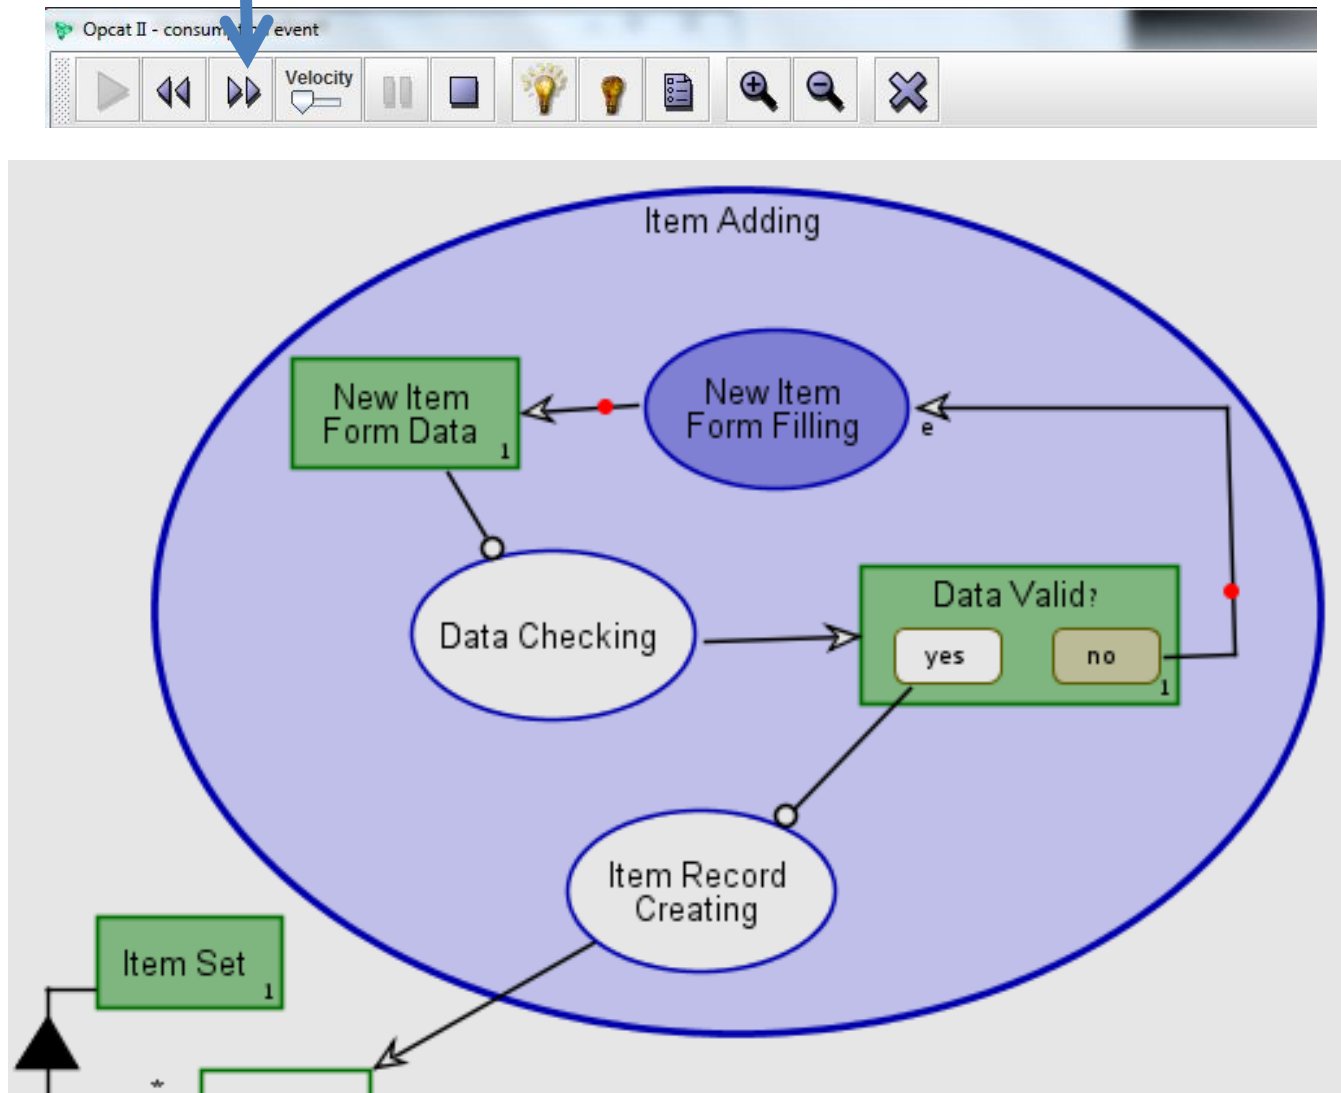 Opcat II - consumption event
Velocity
Item Adding
New Item
Form Data
1
New Item
Form Filling
e
Data Checking
Data Valid?
yes
no
1
Item Record
Creating
Item Set
1
*